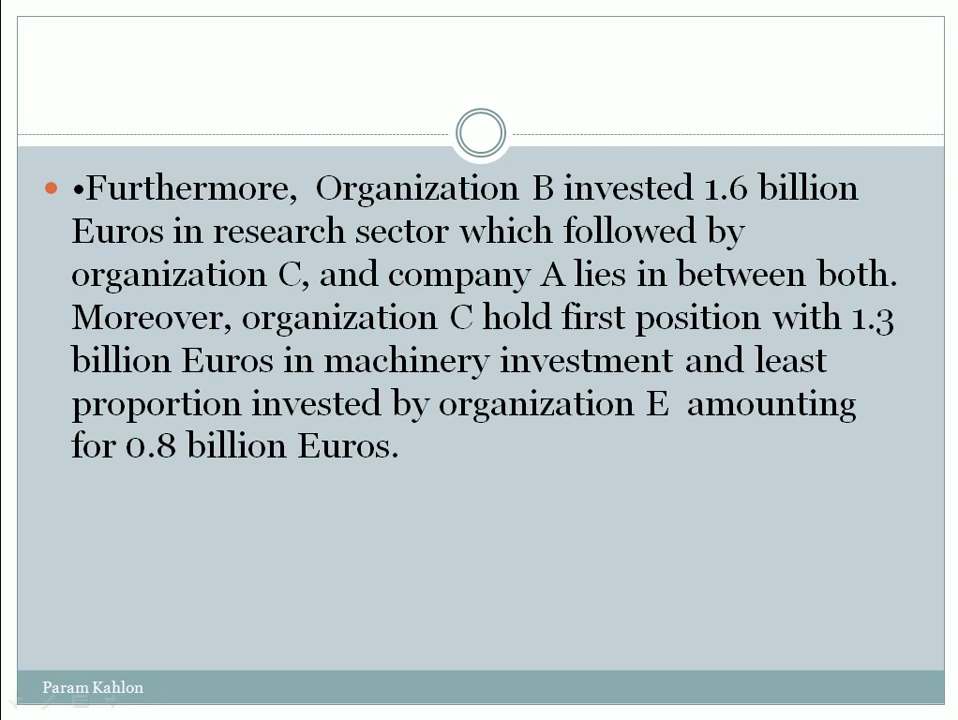 •Furthermore, Organization B invested 1.6 billion
Euros in research sector which followed by
organization C, and company A lies in between both.
Moreover, organization C hold first position with 1.3
billion Euros in machinery investment and least
proportion invested by organization E amounting
for 0.8 billion Euros.
Param Kahlon